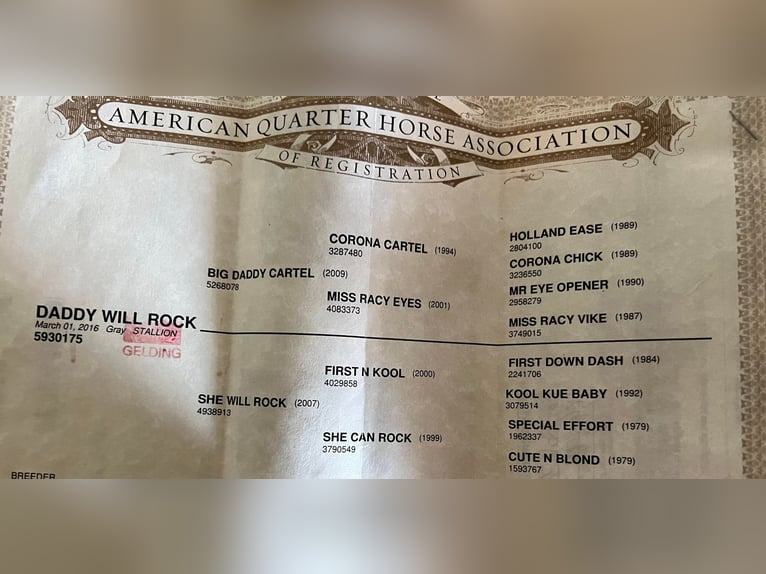 AMERICAN QUARTER HORSE ASSOCIATION
OF REGISTRATION
HOLLAND EASE (1989)
2804100
CORONA CARTEL (1994)
3287480
CORONA CHICK (1989)
3236550
BIG DADDY CARTEL (2009)
5268078
MR EYE OPENER (1990)
2958279
MISS RACY EYES (2001)
4083373
MISS RACY VIKE (1987)
3749015
DADDY WILL ROCK
March 01, 2016 Gray STALLION
5930175
GELDING
FIRST DOWN DASH (1984)
2241706
FIRST N KOOL (2000)
4029858
KOOL KUE BABY (1992)
3079514
SHE WILL ROCK (2007)
4938913
SPECIAL EFFORT (1979)
1962337
SHE CAN ROCK (1999)
3790549
CUTE N BLOND (1979)
1593767
BREEDER